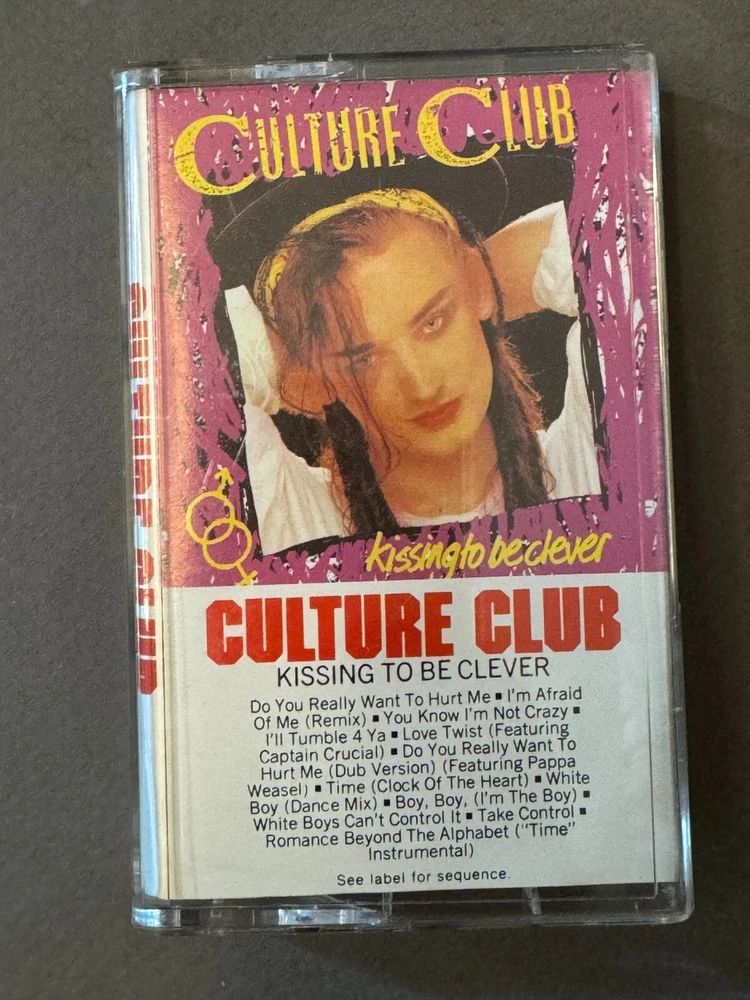 CULTURE CLUB
kissing to be clever
CULTURE CLUB
CULTURE CLUB
KISSING TO BE CLEVER
Do You Really Want To Hurt Me ▪ I'm Afraid
Of Me (Remix) ▪ You Know I'm Not Crazy ▪
I'll Tumble 4 Ya ▪ Love Twist (Featuring
Captain Crucial) ▪ Do You Really Want To
Hurt Me (Dub Version) (Featuring Pappa
Weasel) ▪ Time (Clock Of The Heart) ▪ White
Boy (Dance Mix) ▪ Boy, Boy, (I'm The Boy) ▪
White Boys Can't Control It ▪ Take Control ▪
Romance Beyond The Alphabet ("Time"
Instrumental)
See label for sequence.